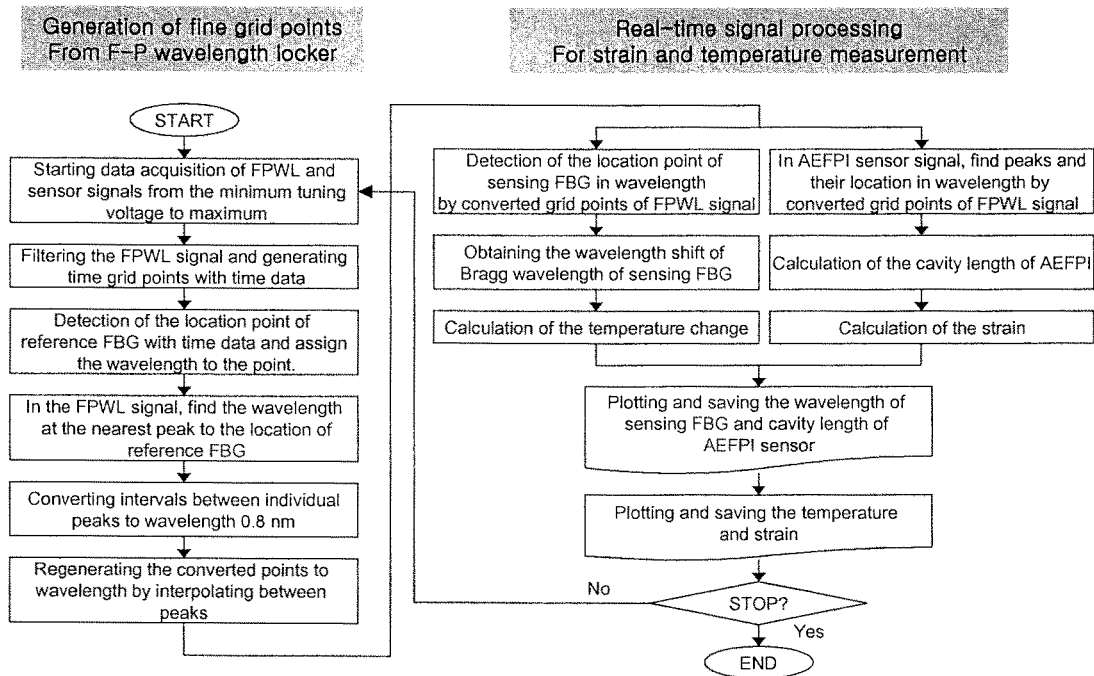 Generation of fine grid points
From F-P wavelength locker
START
Starting data acquisition of FPWL and
sensor signals from the minimum tuning
voltage to maximum
Filtering the FPWL signal and generating
time grid points with time data
Detection of the location point of
reference FBG with time data and assign
the wavelength to the point.
In the FPWL signal, find the wavelength
at the nearest peak to the location of
reference FBG
Converting intervals between individual
peaks to wavelength 0.8 nm
Regenerating the converted points to
wavelength by interpolating between
peaks
Real-time signal processing
For strain and temperature measurement
Detection of the location point of
sensing FBG in wavelength
by converted grid points of FPWL signal
Obtaining the wavelength shift of
Bragg wavelength of sensing FBG
Calculation of the temperature change
In AEFPI sensor signal, find peaks and
their location in wavelength by
converted grid points of FPWL signal
Calculation of the cavity length of AEFPI
Calculation of the strain
Plotting and saving the wavelength of
sensing FBG and cavity length of
AEFPI sensor
Plotting and saving the temperature
and strain
No
STOP?
Yes
END